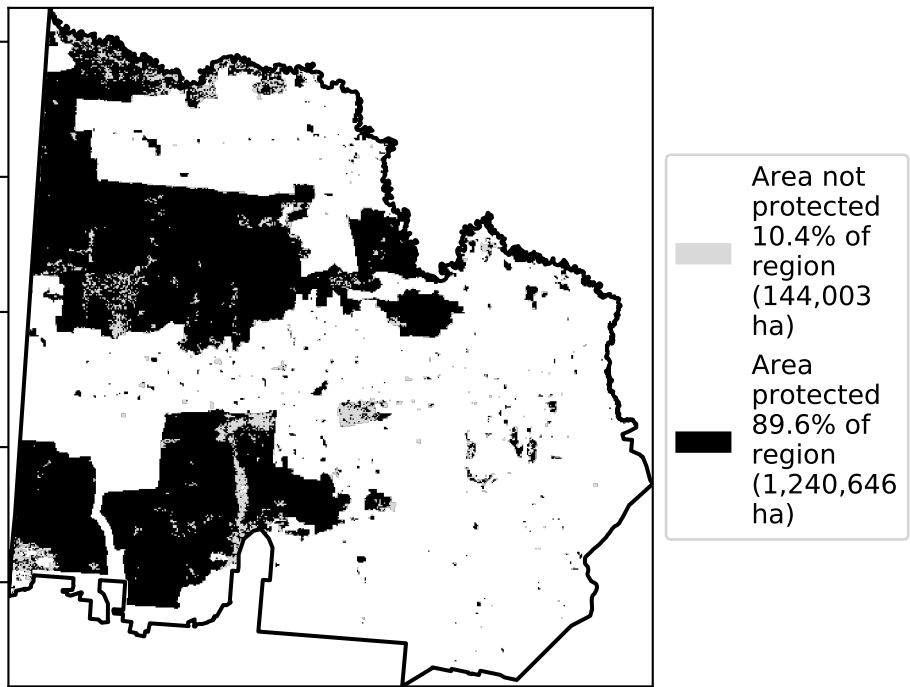 Area not
protected
10.4% of
region
(144,003
ha)
Area
protected
89.6% of
region
(1,240,646
ha)